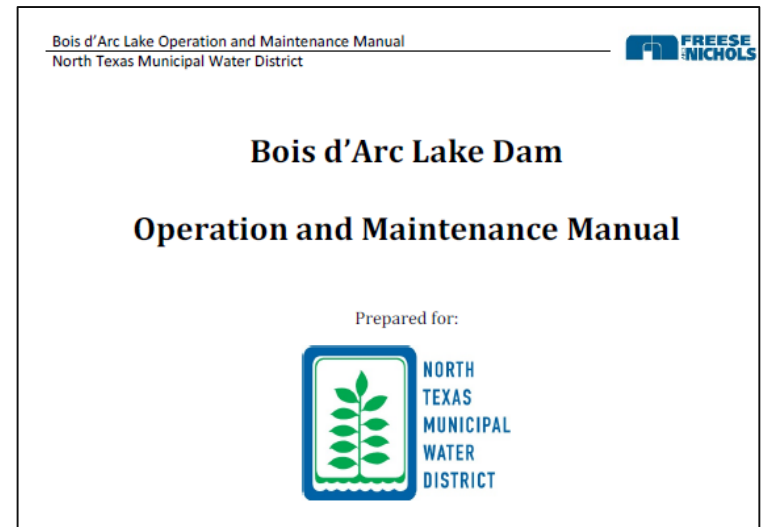 Bois d’Arc Lake Operation and Maintenance Manual
North Texas Municipal Water District
FREESE
AND NICHOLS
Bois d’Arc Lake Dam
Operation and Maintenance Manual
Prepared for:
NORTH
TEXAS
MUNICIPAL
WATER
DISTRICT